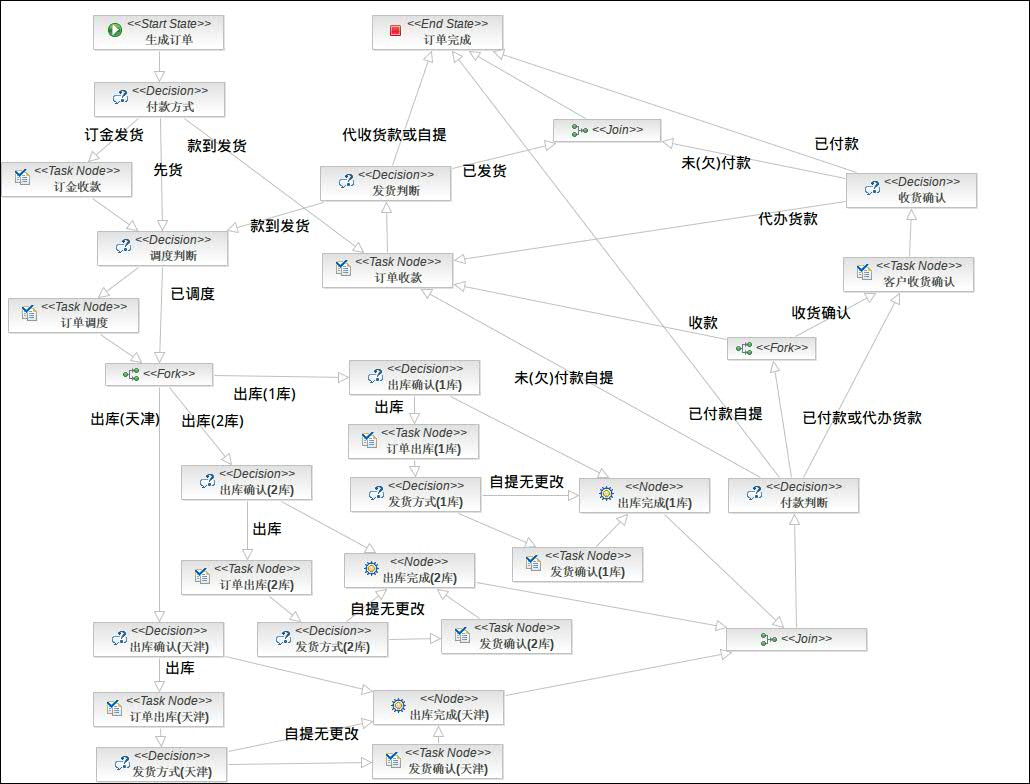 <<Start State>>
生成订单
<<End State>>
订单完成
<<Decision>>
付款方式
订金发货
先货
款到发货
代收货款或自提
<<Join>>
已付款
未(欠)付款
<<Task Node>>
订金收款
<<Decision>>
发货判断
已发货
<<Decision>>
收货确认
款到发货
代办货款
<<Decision>>
调度判断
<<Task Node>>
订单收款
<<Task Node>>
客户收货确认
已调度
<<Task Node>>
订单调度
收款
收货确认
<<Fork>>
<<Fork>>
<<Decision>>
出库确认(1库)
未(欠)付款自提
出库(1库)
出库(天津)
出库(2库)
出库
已付款自提
已付款或代办货款
<<Task Node>>
订单出库(1库)
<<Decision>>
出库确认(2库)
<<Decision>>
发货方式(1库)
自提无更改
<<Node>>
出库完成(1库)
<<Decision>>
付款判断
出库
<<Task Node>>
订单出库(2库)
<<Node>>
出库完成(2库)
<<Task Node>>
发货确认(1库)
自提无更改
<<Decision>>
出库确认(天津)
<<Decision>>
发货方式(2库)
<<Task Node>>
发货确认(2库)
<<Join>>
出库
<<Task Node>>
订单出库(天津)
<<Node>>
出库完成(天津)
自提无更改
<<Decision>>
发货方式(天津)
<<Task Node>>
发货确认(天津)